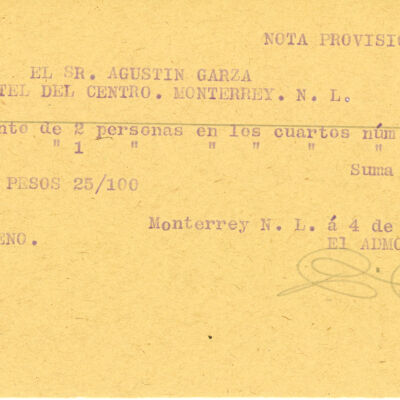 NOTA PROVISIO
EL SR. AGUSTIN GARZA
TEL DEL CENTRO. MONTERREY. N. L.
nto de 2 personas en los cuartos núm
" 1 " " " " "
Suma
PESOS 25/100
Monterrey N. L. á 4 de
ENO. El ADMO